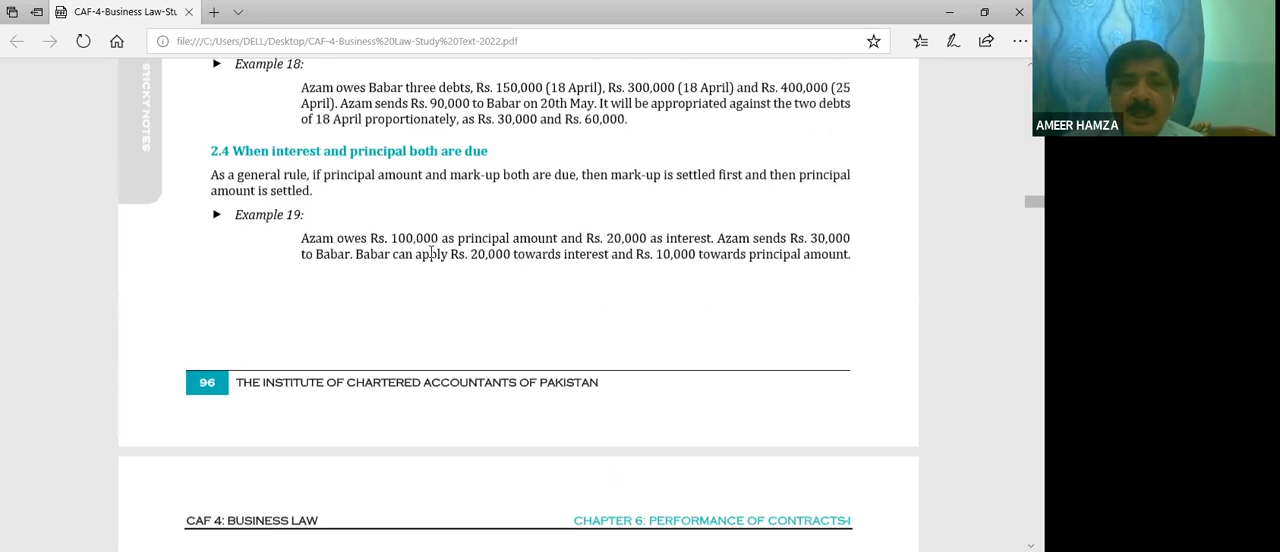 CAF-4-Business Law-Stu
file:///C:/Users/DELL/Desktop/CAF-4-Business%20Law-Study%20Text-2022.pdf
AMEER HAMZA
STICKY NOTES
Example 18:
Azam owes Babar three debts, Rs. 150,000 (18 April), Rs. 300,000 (18 April) and Rs. 400,000 (25
April). Azam sends Rs. 90,000 to Babar on 20th May. It will be appropriated against the two debts
of 18 April proportionately, as Rs. 30,000 and Rs. 60,000.
2.4 When interest and principal both are due
As a general rule, if principal amount and mark-up both are due, then mark-up is settled first and then principal
amount is settled.
Example 19:
Azam owes Rs. 100,000 as principal amount and Rs. 20,000 as interest. Azam sends Rs. 30,000
to Babar. Babar can apply Rs. 20,000 towards interest and Rs. 10,000 towards principal amount.
96 THE INSTITUTE OF CHARTERED ACCOUNTANTS OF PAKISTAN
CAF 4: BUSINESS LAW CHAPTER 6: PERFORMANCE OF CONTRACTS-I